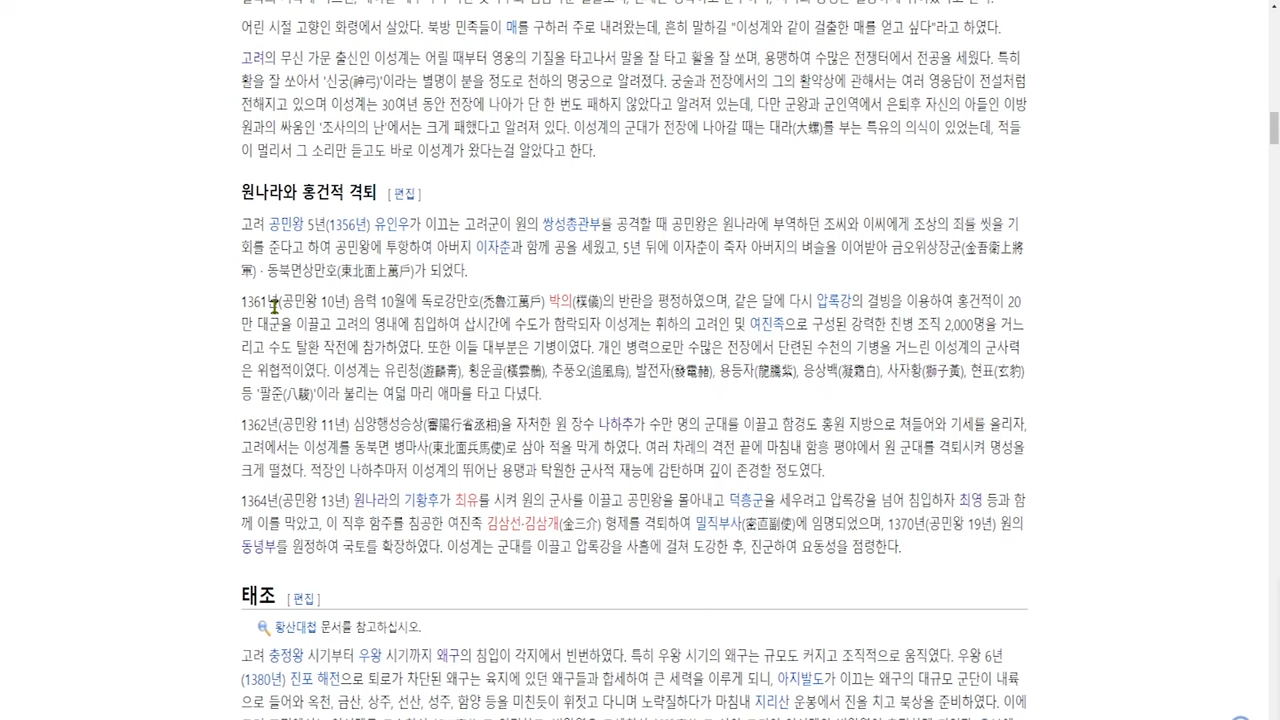 어린 시절 고향인 화령에서 살았다. 북방 민족들이 매를 구하러 주로 내려왔는데, 흔히 말하길 "이성계와 같이 걸출한 매를 얻고 싶다"라고 하였다.
고려의 무신 가문 출신인 이성계는 어릴 때부터 영웅의 기질을 타고나서 말을 잘 타고 활을 잘 쏘며, 용맹하여 수많은 전쟁터에서 전공을 세웠다. 특히
활을 잘 쏘아서 '신궁(神弓)'이라는 별명이 붙을 정도로 천하의 명궁으로 알려졌다. 궁술과 전장에서의 그의 활약상에 관해서는 여러 영웅담이 전설처럼
전해지고 있으며 이성계는 30여년 동안 전장에 나아가 단 한 번도 패하지 않았다고 알려져 있는데, 다만 군왕과 군인역에서 은퇴후 자신의 아들인 이방
원과의 싸움인 '조사의의 난'에서는 크게 패했다고 알려져 있다. 이성계의 군대가 전장에 나아갈 때는 대라(大螺)를 부는 특유의 의식이 있었는데, 적들
이 멀리서 그 소리만 듣고도 바로 이성계가 왔다는걸 알았다고 한다.
원나라와 홍건적 격퇴 [ 편집 ]
고려 공민왕 5년(1356년) 유인우가 이끄는 고려군이 원의 쌍성총관부를 공격할 때 공민왕은 원나라에 부역하던 조씨와 이씨에게 조상의 죄를 씻을 기
회를 준다고 하여 공민왕에 투항하여 아버지 이자춘과 함께 공을 세웠고, 5년 뒤에 이자춘이 죽자 아버지의 벼슬을 이어받아 금오위상장군(金吾衛上將
軍)·동북면상만호(東北面上萬戶)가 되었다.
1361년(공민왕 10년) 음력 10월에 독로강만호(禿魯江萬戶) 박의(樸儀)의 반란을 평정하였으며, 같은 달에 다시 압록강의 결빙을 이용하여 홍건적이 20
만 대군을 이끌고 고려의 영내에 침입하여 삽시간에 수도가 함락되자 이성계는 휘하의 고려인 및 여진족으로 구성된 강력한 친병 조직 2,000명을 거느
리고 수도 탈환 작전에 참가하였다. 또한 이들 대부분은 기병이였다. 개인 병력으로만 수많은 전장에서 단련된 수천의 기병을 거느린 이성계의 군사력
은 위협적이였다. 이성계는 유린청(遊麟靑), 횡운골(橫雲鶻), 추풍오(追風烏), 발전자(發電赭), 용등자(龍騰紫), 응상백(凝霜白), 사자황(獅子黃), 현표(玄豹)
등 '팔준(八駿)'이라 불리는 여덟 마리 애마를 타고 다녔다.
1362년(공민왕 11년) 심양행성승상(審陽行省丞相)을 자처한 원 장수 나하추가 수만 명의 군대를 이끌고 함경도 홍원 지방으로 쳐들어와 기세를 올리자,
고려에서는 이성계를 동북면 병마사(東北面兵馬使)로 삼아 적을 막게 하였다. 여러 차례의 격전 끝에 마침내 함흥 평야에서 원 군대를 격퇴시켜 명성을
크게 떨쳤다. 적장인 나하추마저 이성계의 뛰어난 용맹과 탁월한 군사적 재능에 감탄하며 깊이 존경할 정도였다.
1364년(공민왕 13년) 원나라의 기황후가 최유를 시켜 원의 군사를 이끌고 공민왕을 몰아내고 덕흥군을 세우려고 압록강을 넘어 침입하자 최영 등과 함
께 이를 막았고, 이 직후 함주를 침공한 여진족 김삼선·김삼개(金三介) 형제를 격퇴하여 밀직부사(密直副使)에 임명되었으며, 1370년(공민왕 19년) 원의
동녕부를 원정하여 국토를 확장하였다. 이성계는 군대를 이끌고 압록강을 사흘에 걸쳐 도강한 후, 진군하여 요동성을 점령한다.
태조 [ 편집 ]
황산대첩 문서를 참고하십시오.
고려 충정왕 시기부터 우왕 시기까지 왜구의 침입이 각지에서 빈번하였다. 특히 우왕 시기의 왜구는 규모도 커지고 조직적으로 움직였다. 우왕 6년
(1380년) 진포 해전으로 퇴로가 차단된 왜구는 육지에 있던 왜구들과 합세하여 큰 세력을 이루게 되니, 아지발도가 이끄는 왜구의 대규모 군단이 내륙
으로 들어와 옥천, 금산, 상주, 선산, 성주, 함양 등을 미친듯이 휘젓고 다니며 노략질하다가 마침내 지리산 운봉에서 진을 치고 북상을 준비하였다. 이에